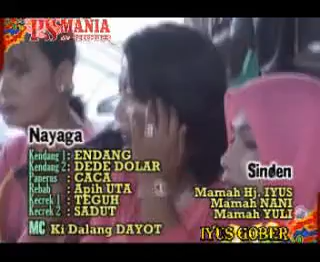 PSMANIA
Nayaga
Kendang 1 : ENDANG
Kendang 2 : DEDE DOLAR
Panerus : CACA
Rebab : Apih UTA
Kecrek 1 : TEGUH
Kecrek 2 : SADUT
MC Ki Dalang DAYOT
Sinden
Mamah Hj. IYUS
Mamah NANI
Mamah YULI
IYUS GOBER